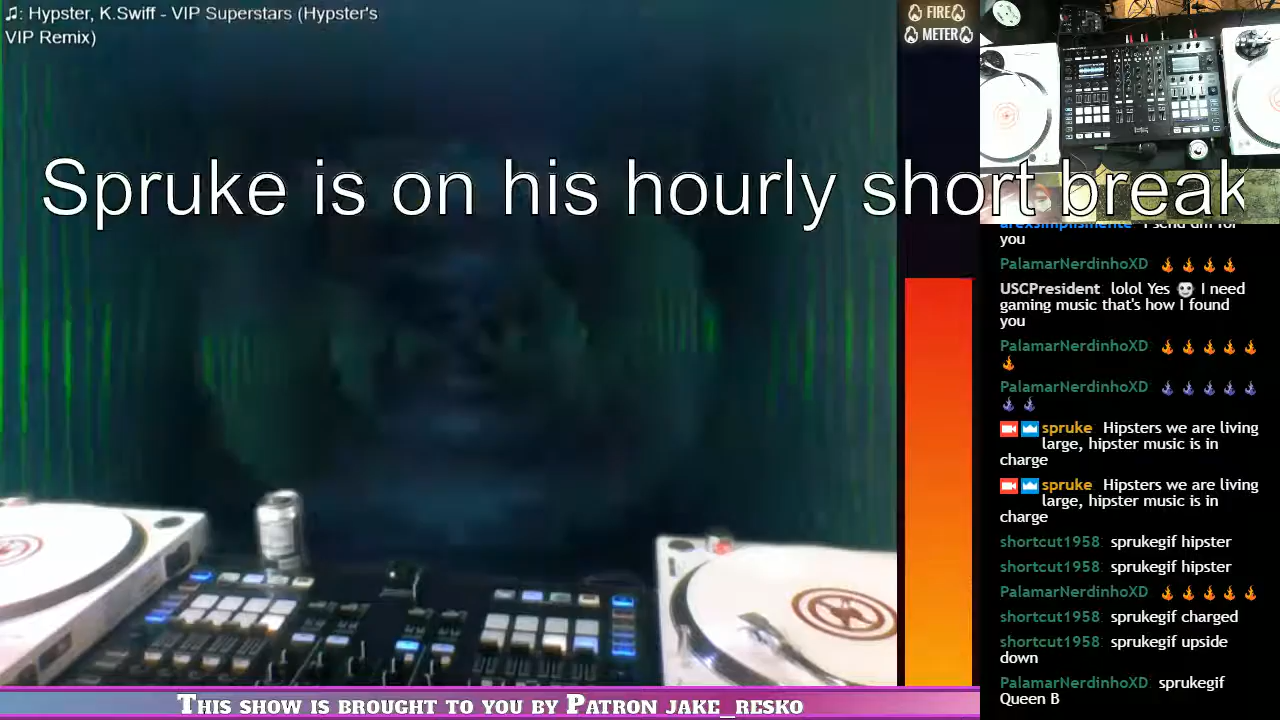 ♫: Hypster, K.Swiff - VIP Superstars (Hypster's
VIP Remix)
FIRE
METER
Spruke is on his hourly short break
I send dm for
you
PalamarNerdinhoXD
USCPresident lolol Yes I need
gaming music that's how I found
you
PalamarNerdinhoXD
PalamarNerdinhoXD
spruke Hipsters we are living
large, hipster music is in
charge
spruke Hipsters we are living
large, hipster music is in
charge
shortcut1958: sprukegif hipster
shortcut1958: sprukegif hipster
PalamarNerdinhoXD
shortcut1958: sprukegif charged
shortcut1958: sprukegif upside
down
PalamarNerdinhoXD: sprukegif
Queen B
This show is brought to you by Patron jake_resko